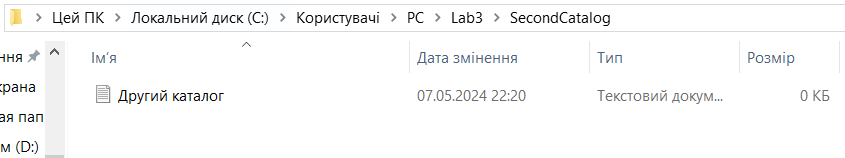 Цей ПК > Локальний диск (C:) > Користувачі > PC > Lab3 > SecondCatalog
Ім’я Дата змінення Тип Розмір
ння
крана
Другий каталог 07.05.2024 22:20 Текстовий докум... 0 КБ
ая пап
м (D:)